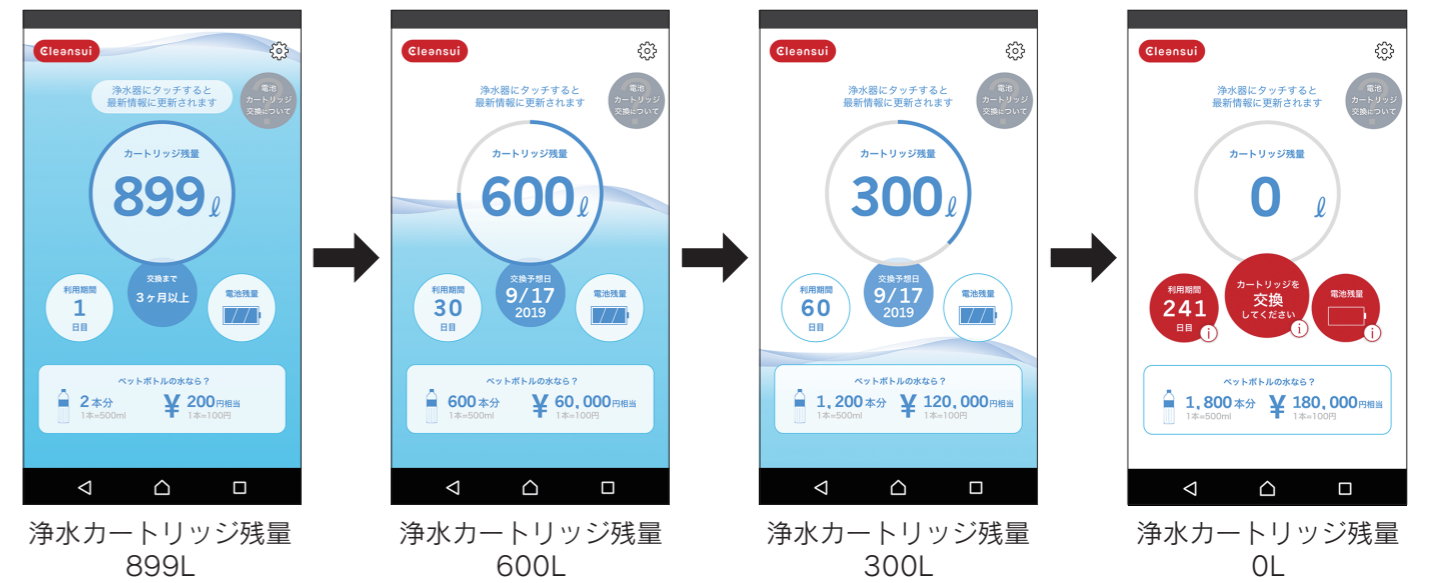 Cleansui
浄水器にタッチすると
最新情報に更新されます
電池
カートリッジ
交換について
カートリッジ残量
899ℓ
利用期間
1
日目
交換まで
3ヶ月以上
電池残量
ペットボトルの水なら？
2本分
1本=500ml
¥ 200円相当
1本=100円
浄水カートリッジ残量
899L
Cleansui
浄水器にタッチすると
最新情報に更新されます
電池
カートリッジ
交換について
カートリッジ残量
600ℓ
利用期間
30
日目
交換予想日
9/17
2019
電池残量
ペットボトルの水なら？
600本分
1本=500ml
¥ 60,000円相当
1本=100円
浄水カートリッジ残量
600L
Cleansui
浄水器にタッチすると
最新情報に更新されます
電池
カートリッジ
交換について
カートリッジ残量
300ℓ
利用期間
60
日目
交換予想日
9/17
2019
電池残量
ペットボトルの水なら？
1,200本分
1本=500ml
¥ 120,000円相当
1本=100円
浄水カートリッジ残量
300L
Cleansui
浄水器にタッチすると
最新情報に更新されます
電池
カートリッジ
交換について
カートリッジ残量
0 ℓ
利用期間
241
日目
i
カートリッジを
交換
してください
i
電池残量
i
ペットボトルの水なら？
1,800本分
1本=500ml
¥ 180,000円相当
1本=100円
浄水カートリッジ残量
0L